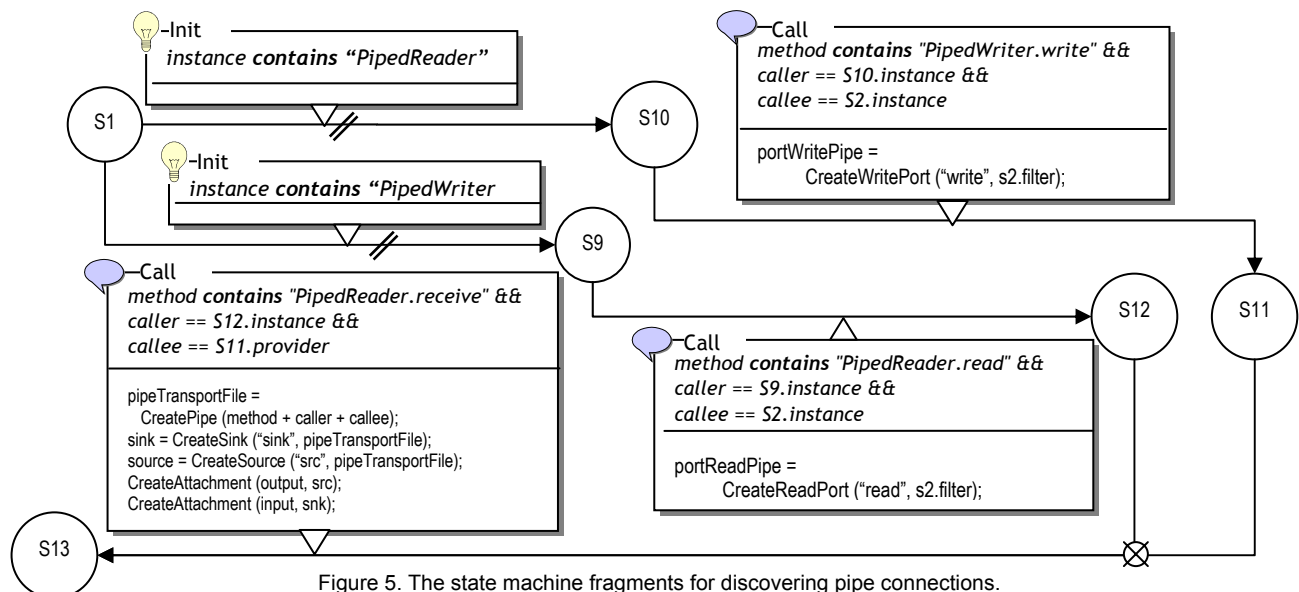 Init
instance contains “PipedReader”
S1
S10
Call
method contains "PipedWriter.write" &&
caller == S10.instance &&
callee == S2.instance
portWritePipe =
CreateWritePort (“write”, s2.filter);
Init
instance contains “PipedWriter
S9
Call
method contains "PipedReader.receive" &&
caller == S12.instance &&
callee == S11.provider
pipeTransportFile =
CreatePipe (method + caller + callee);
sink = CreateSink (“sink”, pipeTransportFile);
source = CreateSource (“src”, pipeTransportFile);
CreateAttachment (output, src);
CreateAttachment (input, snk);
S12
S11
Call
method contains "PipedReader.read" &&
caller == S9.instance &&
callee == S2.instance
portReadPipe =
CreateReadPort (“read”, s2.filter);
S13
Figure 5. The state machine fragments for discovering pipe connections.